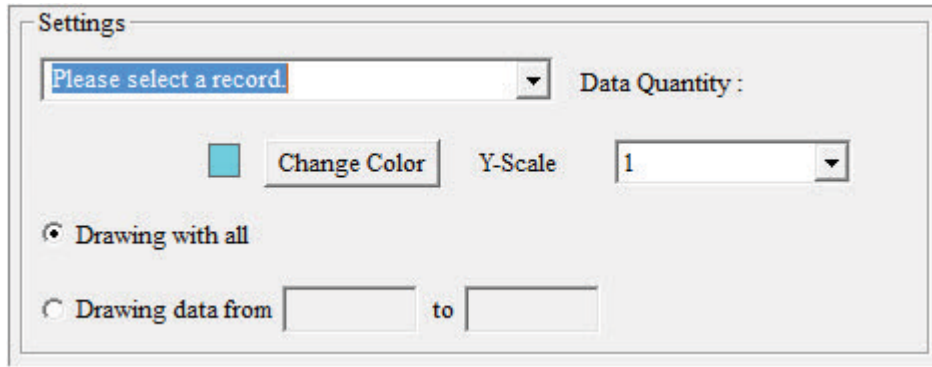 Settings
Please select a record. Data Quantity :
Change Color Y-Scale 1
Drawing with all
Drawing data from to